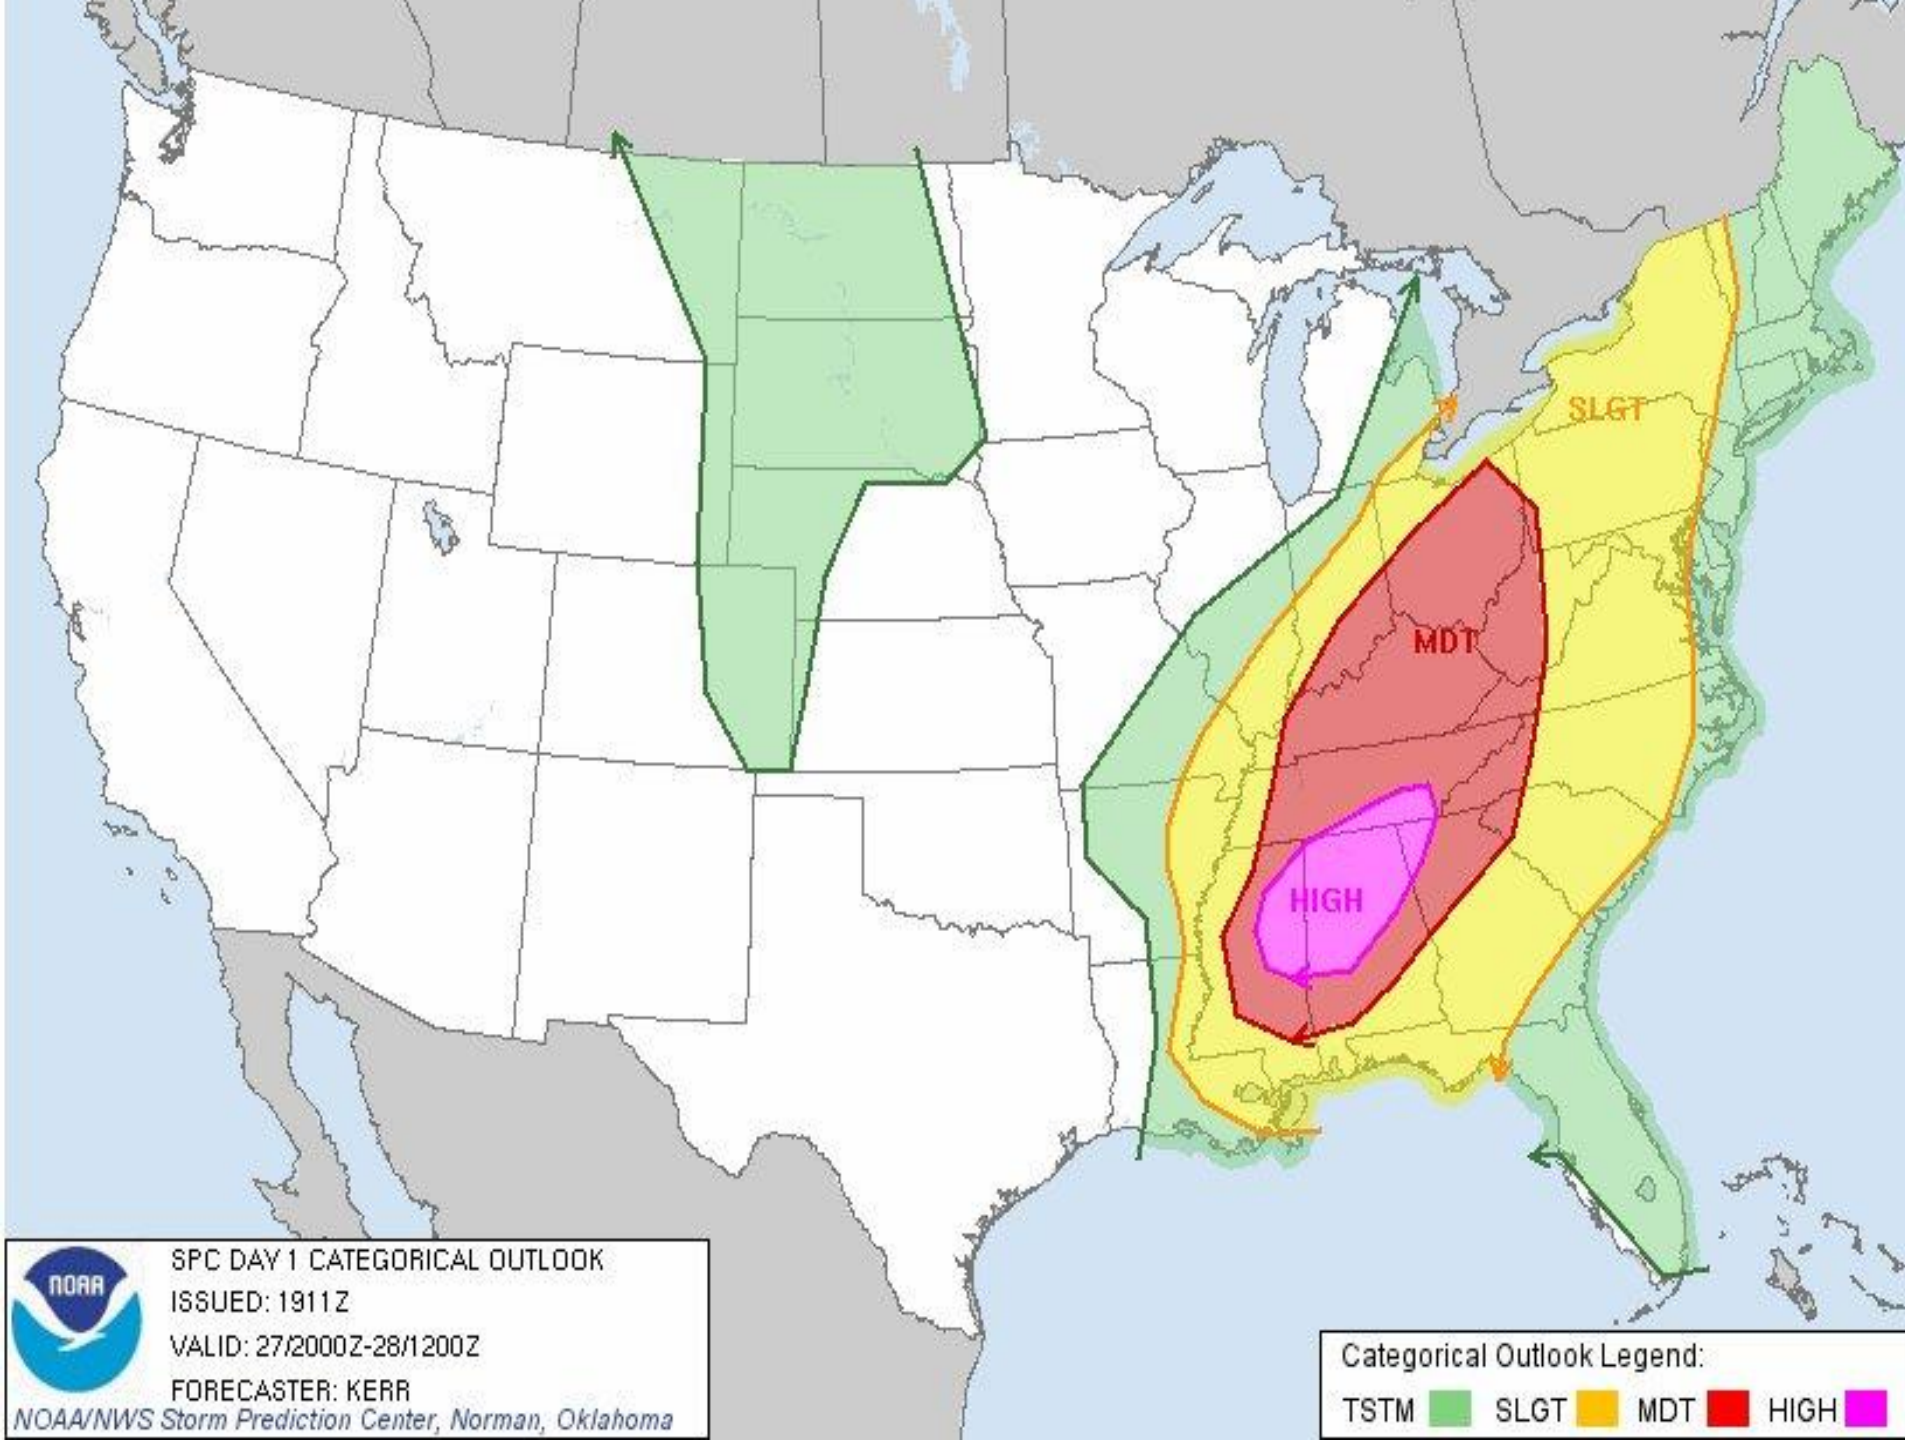 SLGT
MDT
HIGH
NOAA
SPC DAY 1 CATEGORICAL OUTLOOK
ISSUED: 1911Z
VALID: 27/2000Z-28/1200Z
FORECASTER: KERR
NOAA/NWS Storm Prediction Center, Norman, Oklahoma
Categorical Outlook Legend:
TSTM SLGT MDT HIGH